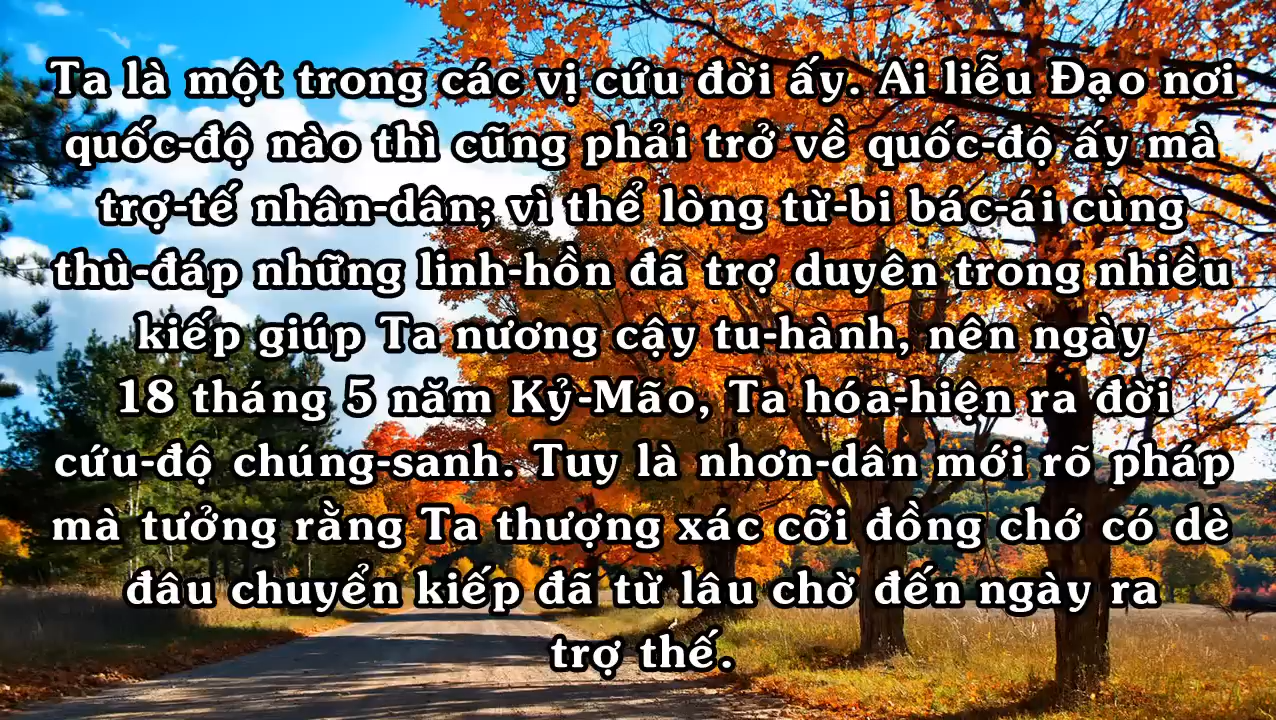 Ta là một trong các vị cứu đời ấy. Ai liễu Đạo nơi
quốc-độ nào thì cũng phải trở về quốc-độ ấy mà
trợ-tế nhân-dân; vì thể lòng từ-bi bác-ái cùng
thù-đáp những linh-hồn đã trợ duyên trong nhiều
kiếp giúp Ta nương cậy tu-hành, nên ngày
18 tháng 5 năm Kỷ-Mão, Ta hóa-hiện ra đời
cứu-độ chúng-sanh. Tuy là nhơn-dân mới rõ pháp
mà tưởng rằng Ta thượng xác cỡi đồng chớ có dè
đâu chuyển kiếp đã từ lâu chờ đến ngày ra
trợ thế.